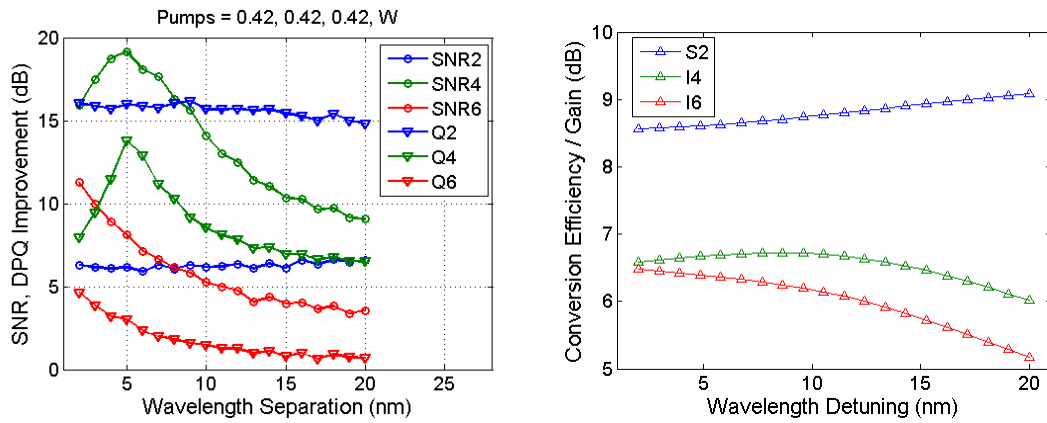 Pumps = 0.42, 0.42, 0.42, W
SNR, DPQ Improvement (dB)
20
15
10
5
0
5
10
15
20
25
Wavelength Separation (nm)
SNR2
SNR4
SNR6
Q2
Q4
Q6
Conversion Efficiency / Gain (dB)
10
9
8
7
6
5
5
10
15
20
Wavelength Detuning (nm)
S2
I4
I6